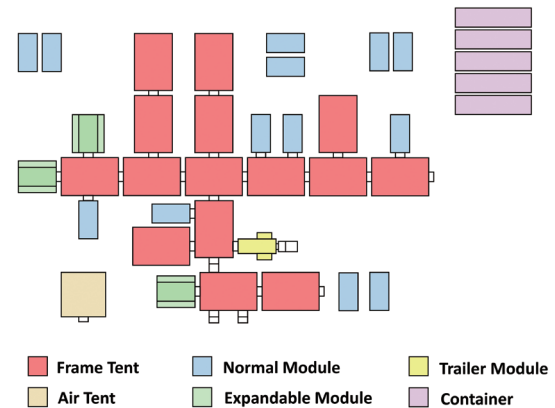 Frame Tent
Normal Module
Trailer Module
Air Tent
Expandable Module
Container